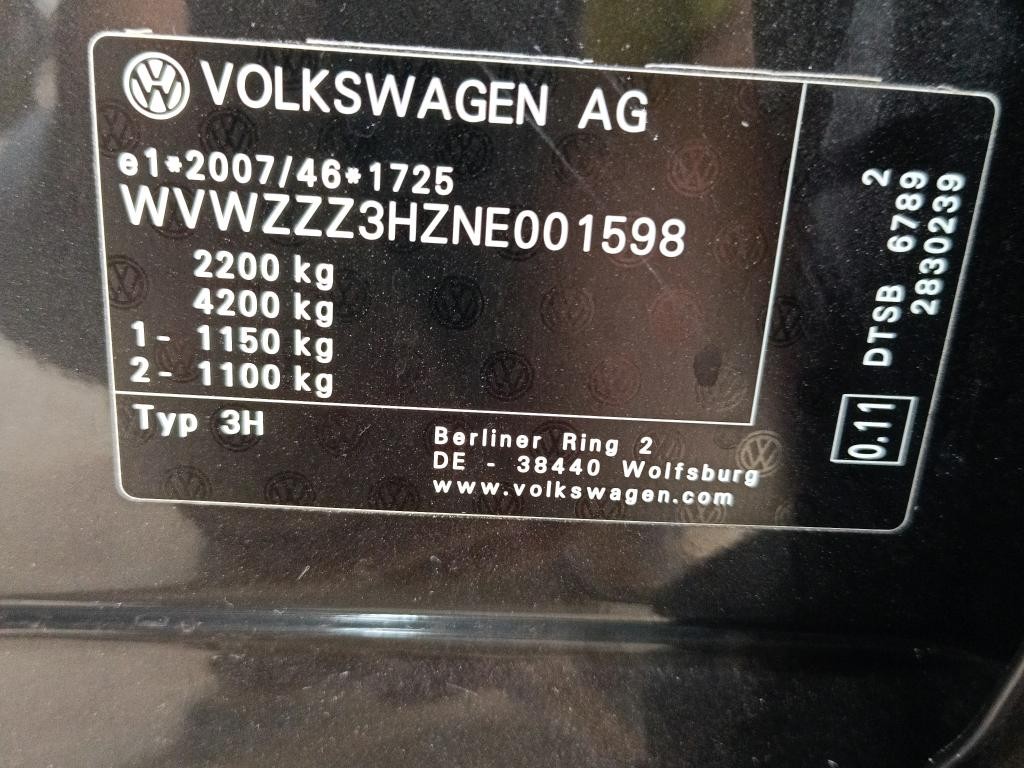 VOLKSWAGEN AG
e1*2007/46*1725
WVWZZZ3HZNE001598
2200 kg
4200 kg
1- 1150 kg
2- 1100 kg
Typ 3H
Berliner Ring 2
DE - 38440 Wolfsburg
www.volkswagen.com
2
DTSB 6789
2830239
0.11